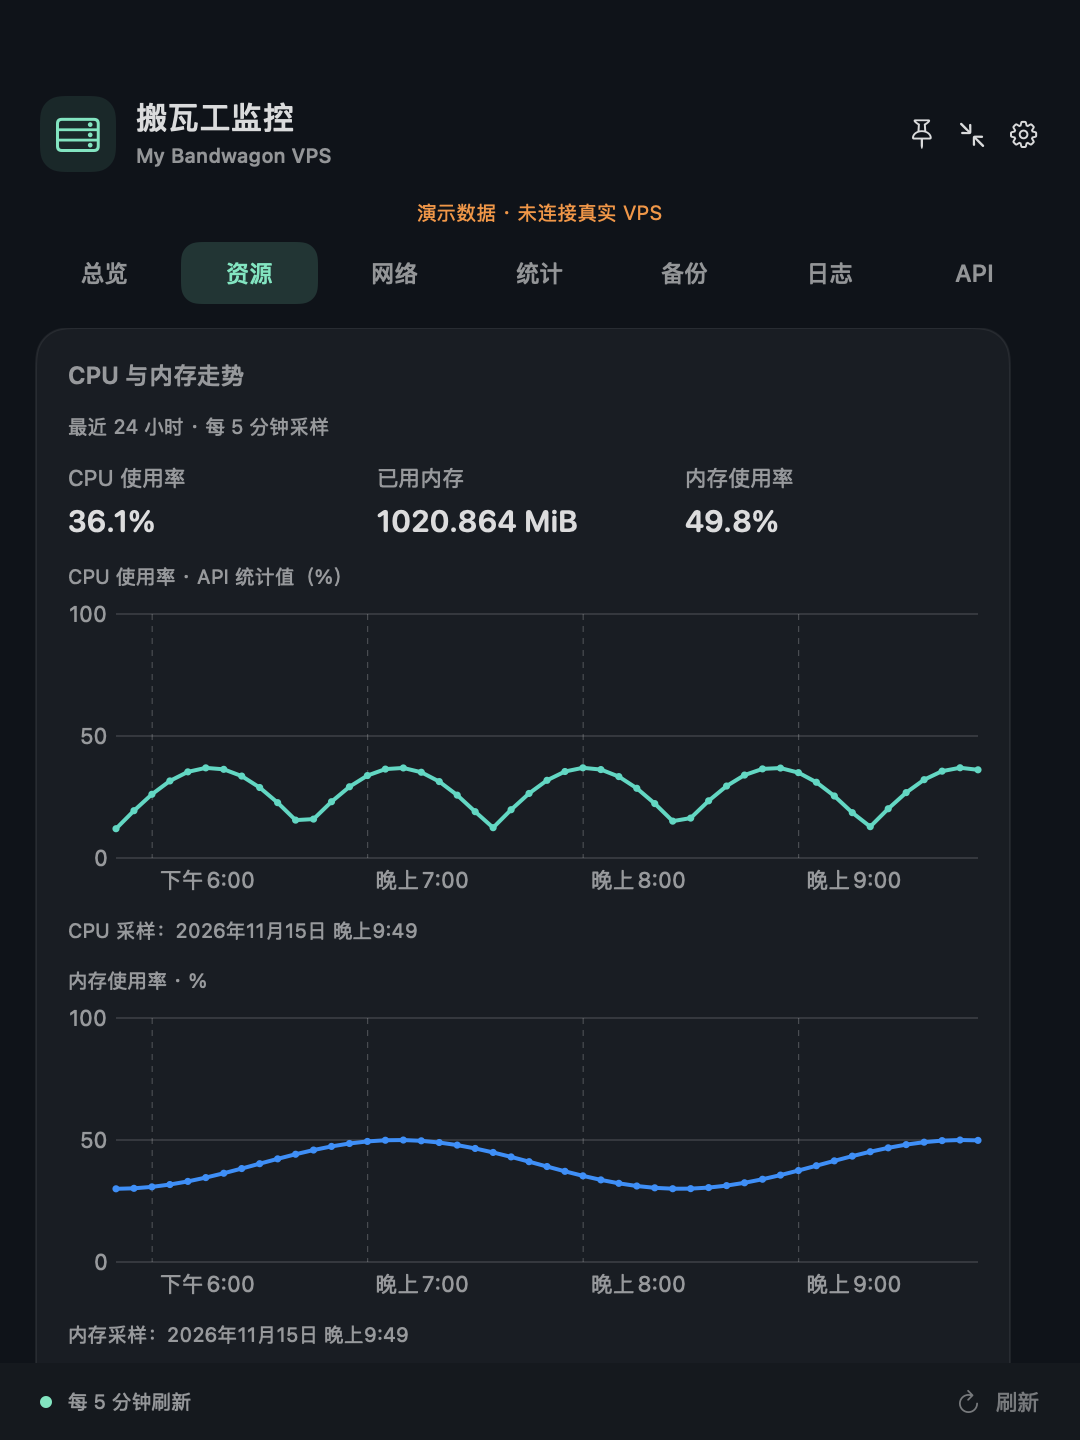 搬瓦工监控
My Bandwagon VPS
演示数据 · 未连接真实 VPS
总览 资源 网络 统计 备份 日志 API
CPU 与内存走势
最近 24 小时 · 每 5 分钟采样
CPU 使用率 已用内存 内存使用率
36.1% 1020.864 MiB 49.8%
CPU 使用率 · API 统计值（%）
100
50
0
下午6:00 晚上7:00 晚上8:00 晚上9:00
CPU 采样：2026年11月15日 晚上9:49
内存使用率 · %
100
50
0
下午6:00 晚上7:00 晚上8:00 晚上9:00
内存采样：2026年11月15日 晚上9:49
每 5 分钟刷新 刷新